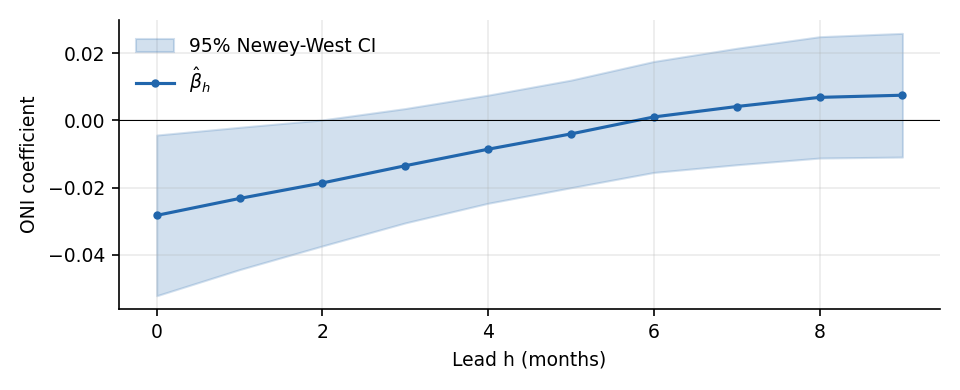 95% Newey-West CI
β̂ₕ
ONI coefficient
0.02
0.00
−0.02
−0.04
0
2
4
6
8
Lead h (months)